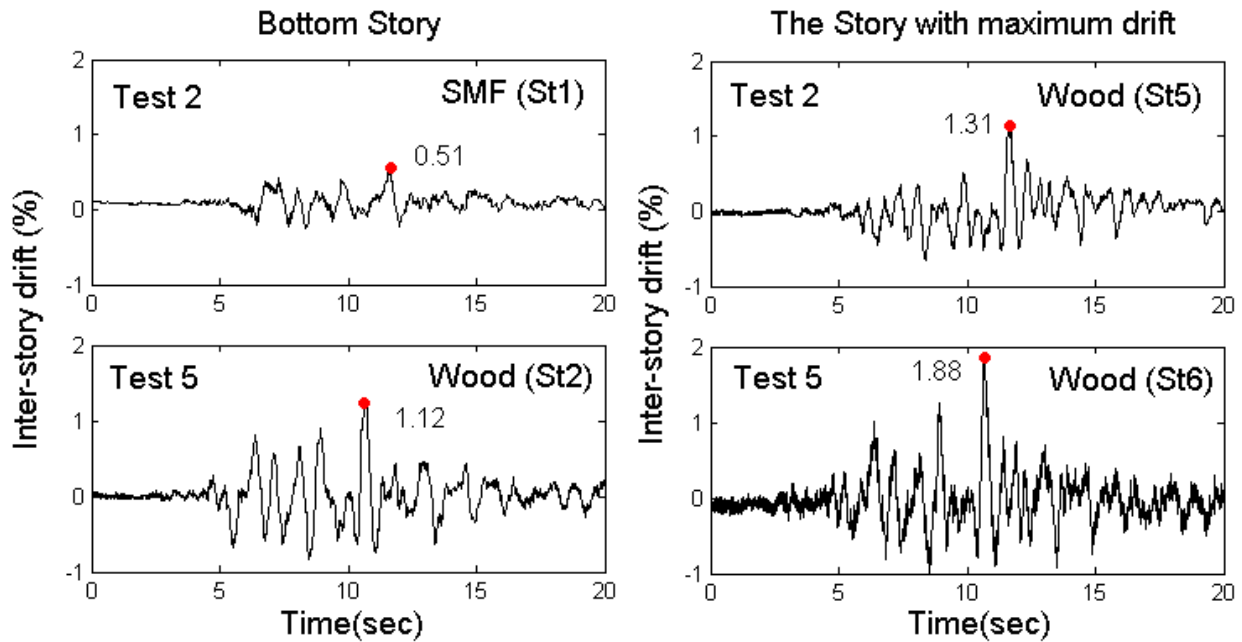 Bottom Story
The Story with maximum drift
Inter-story drift (%)
2
1
0
-1
Test 2
SMF (St1)
0.51
0 5 10 15 20
2
1
0
-1
Test 2
Wood (St5)
1.31
0 5 10 15 20
2
1
0
-1
Test 5
Wood (St2)
1.12
0 5 10 15 20
Time(sec)
Inter-story drift (%)
2
1
0
-1
Test 5
Wood (St6)
1.88
0 5 10 15 20
Time(sec)